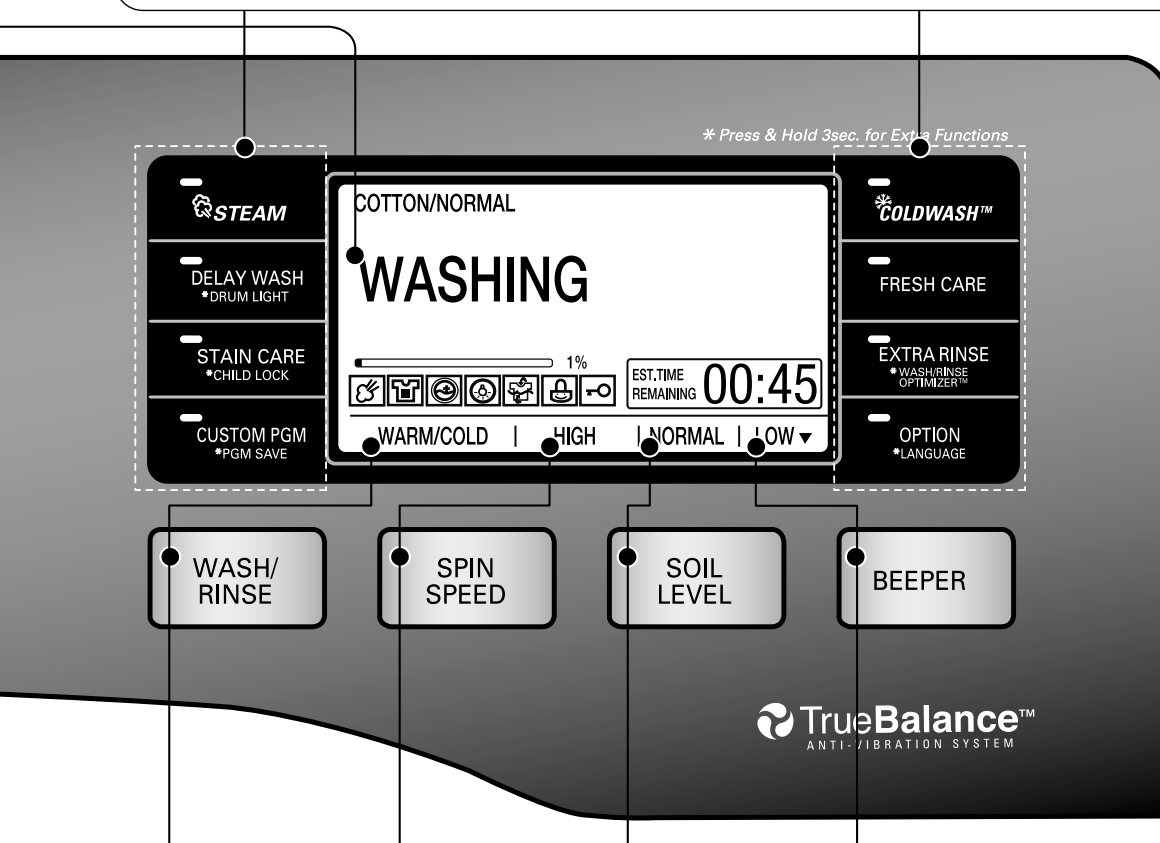 * Press & Hold 3sec. for Extra Functions
STEAM
DELAY WASH
*DRUM LIGHT
STAIN CARE
*CHILD LOCK
CUSTOM PGM
*PGM SAVE
COTTON/NORMAL
WASHING
1%
EST.TIME
REMAINING 00:45
WARM/COLD | HIGH | NORMAL | LOW ▼
COLDWASH™
FRESH CARE
EXTRA RINSE
*WASH/RINSE
OPTIMIZER™
OPTION
*LANGUAGE
WASH/
RINSE
SPIN
SPEED
SOIL
LEVEL
BEEPER
TrueBalance™
ANTI-VIBRATION SYSTEM